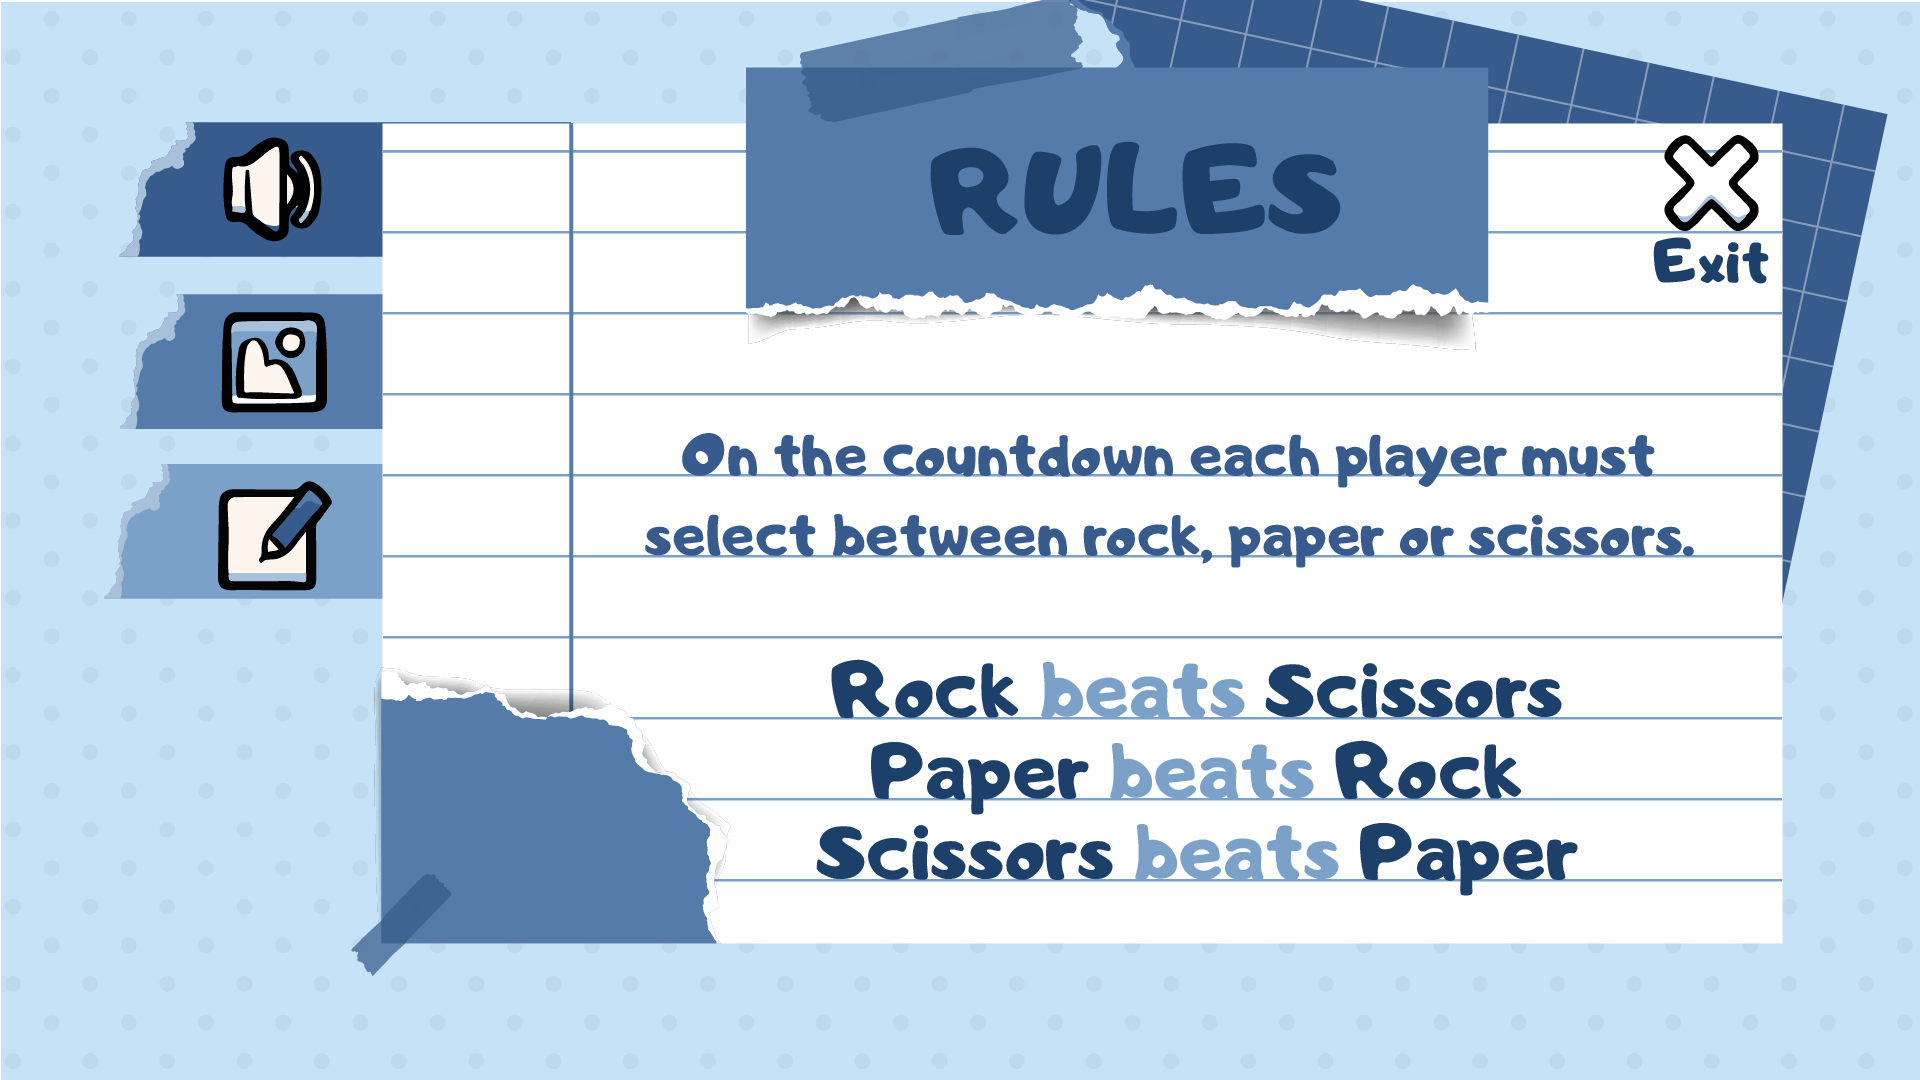 RULES
Exit
On the countdown each player must
select between rock, paper or scissors.
Rock beats Scissors
Paper beats Rock
Scissors beats Paper